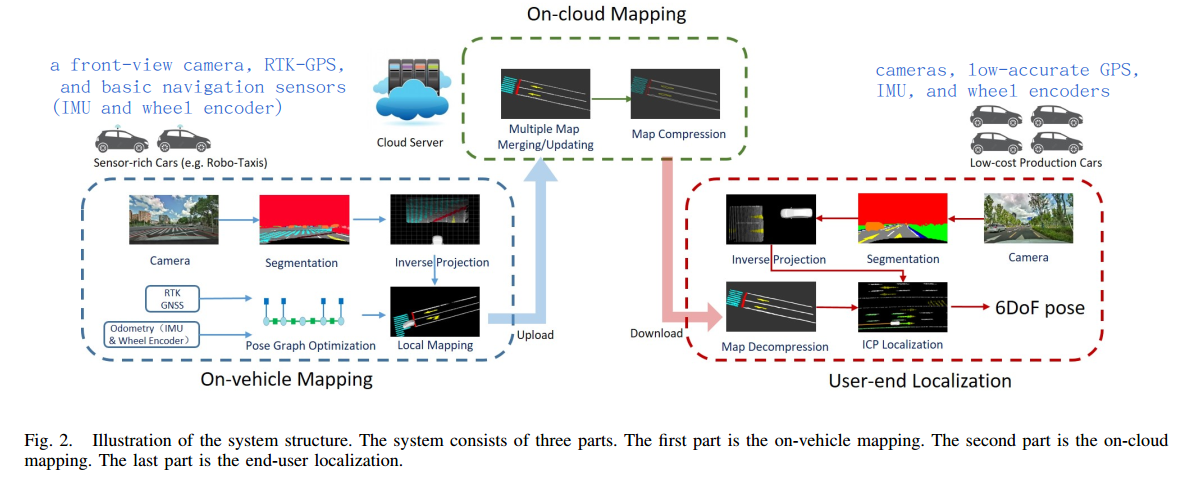 On-cloud Mapping
a front-view camera, RTK-GPS,
and basic navigation sensors
(IMU and wheel encoder)
Sensor-rich Cars (e.g. Robo-Taxis)
Cloud Server
Multiple Map
Merging/Updating
Map Compression
cameras, low-accurate GPS,
IMU, and wheel encoders
Low-cost Production Cars
Camera
Segmentation
Inverse Projection
RTK
GNSS
Odometry（IMU
& Wheel Encoder）
Pose Graph Optimization
Local Mapping
On-vehicle Mapping
Upload
Download
Inverse Projection
Segmentation
Camera
Map Decompression
ICP Localization
6DoF pose
User-end Localization
Fig. 2. Illustration of the system structure. The system consists of three parts. The first part is the on-vehicle mapping. The second part is the on-cloud
mapping. The last part is the end-user localization.